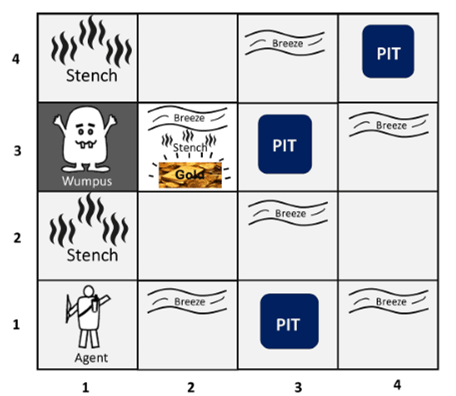 4
Stench
Breeze
PIT
3
Wumpus
Breeze
Stench
Gold
PIT
Breeze
2
Stench
Breeze
1
Agent
Breeze
PIT
Breeze
1 2 3 4